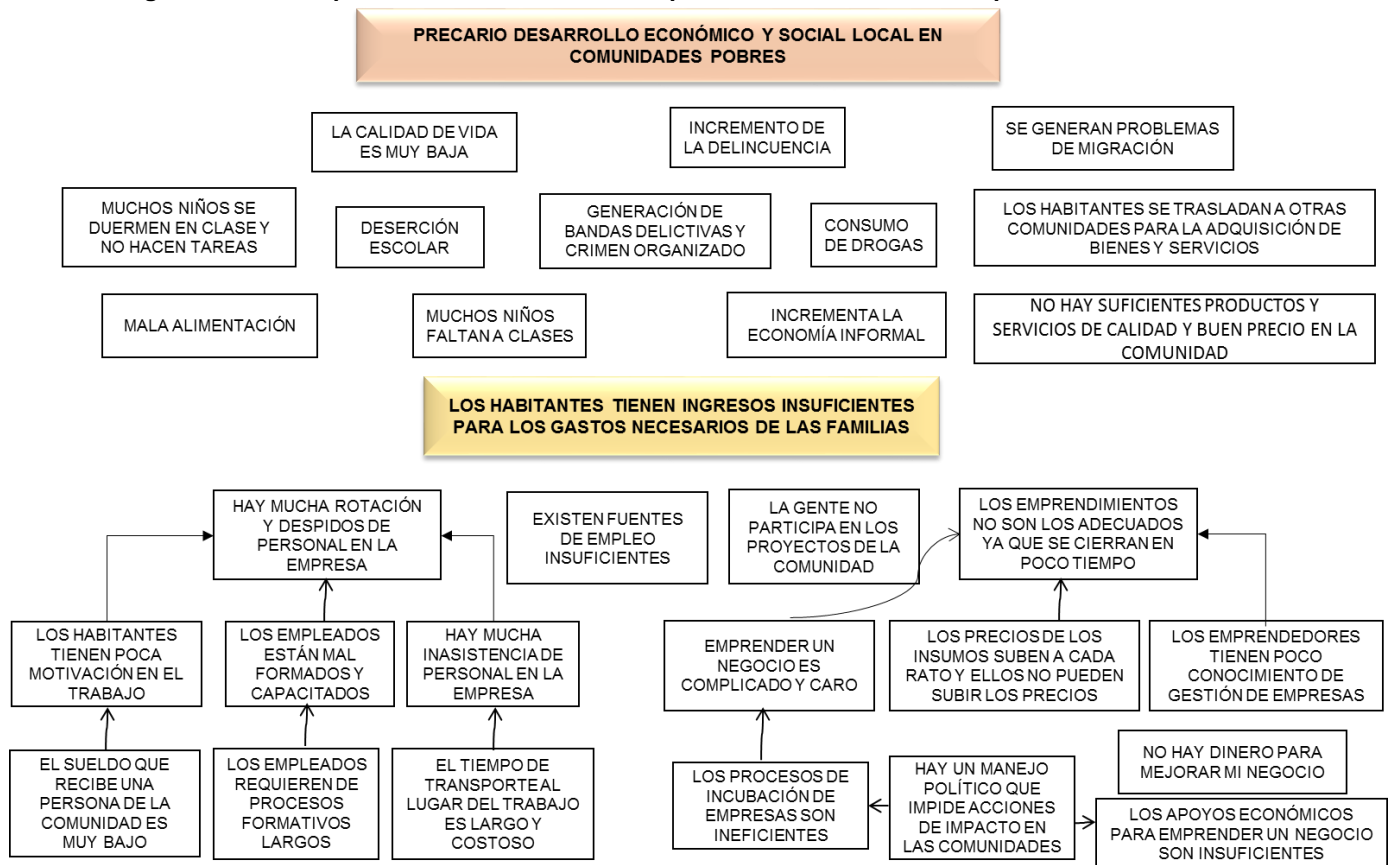 PRECARIO DESARROLLO ECONÓMICO Y SOCIAL LOCAL EN
COMUNIDADES POBRES
LA CALIDAD DE VIDA
ES MUY BAJA
INCREMENTO DE
LA DELINCUENCIA
SE GENERAN PROBLEMAS
DE MIGRACIÓN
MUCHOS NIÑOS SE
DUERMEN EN CLASE Y
NO HACEN TAREAS
DESERCIÓN
ESCOLAR
GENERACIÓN DE
BANDAS DELICTIVAS Y
CRIMEN ORGANIZADO
CONSUMO
DE DROGAS
LOS HABITANTES SE TRASLADAN A OTRAS
COMUNIDADES PARA LA ADQUISICIÓN DE
BIENES Y SERVICIOS
MALA ALIMENTACIÓN
MUCHOS NIÑOS
FALTAN A CLASES
INCREMENTA LA
ECONOMÍA INFORMAL
NO HAY SUFICIENTES PRODUCTOS Y
SERVICIOS DE CALIDAD Y BUEN PRECIO EN LA
COMUNIDAD
LOS HABITANTES TIENEN INGRESOS INSUFICIENTES
PARA LOS GASTOS NECESARIOS DE LAS FAMILIAS
HAY MUCHA ROTACIÓN
Y DESPIDOS DE
PERSONAL EN LA
EMPRESA
EXISTEN FUENTES
DE EMPLEO
INSUFICIENTES
LA GENTE NO
PARTICIPA EN LOS
PROYECTOS DE LA
COMUNIDAD
LOS EMPRENDIMIENTOS
NO SON LOS ADECUADOS
YA QUE SE CIERRAN EN
POCO TIEMPO
LOS HABITANTES
TIENEN POCA
MOTIVACIÓN EN EL
TRABAJO
LOS EMPLEADOS
ESTÁN MAL
FORMADOS Y
CAPACITADOS
HAY MUCHA
INASISTENCIA DE
PERSONAL EN LA
EMPRESA
EMPRENDER UN
NEGOCIO ES
COMPLICADO Y CARO
LOS PRECIOS DE LOS
INSUMOS SUBEN A CADA
RATO Y ELLOS NO PUEDEN
SUBIR LOS PRECIOS
LOS EMPRENDEDORES
TIENEN POCO
CONOCIMIENTO DE
GESTIÓN DE EMPRESAS
EL SUELDO QUE
RECIBE UNA
PERSONA DE LA
COMUNIDAD ES
MUY BAJO
LOS EMPLEADOS
REQUIEREN DE
PROCESOS
FORMATIVOS
LARGOS
EL TIEMPO DE
TRANSPORTE AL
LUGAR DEL TRABAJO
ES LARGO Y
COSTOSO
LOS PROCESOS DE
INCUBACIÓN DE
EMPRESAS SON
INEFICIENTES
HAY UN MANEJO
POLÍTICO QUE
IMPIDE ACCIONES
DE IMPACTO EN
LAS COMUNIDADES
NO HAY DINERO PARA
MEJORAR MI NEGOCIO
LOS APOYOS ECONÓMICOS
PARA EMPRENDER UN NEGOCIO
SON INSUFICIENTES